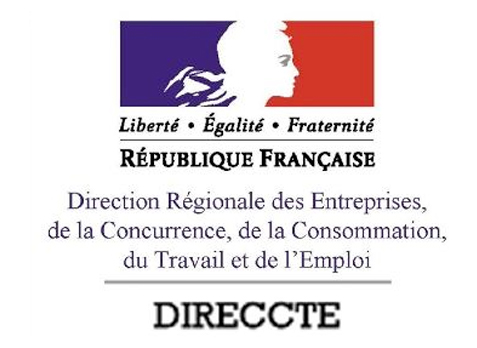 Liberté • Égalité • Fraternité
RÉPUBLIQUE FRANÇAISE
Direction Régionale des Entreprises,
de la Concurrence, de la Consommation,
du Travail et de l'Emploi
DIRECCTE